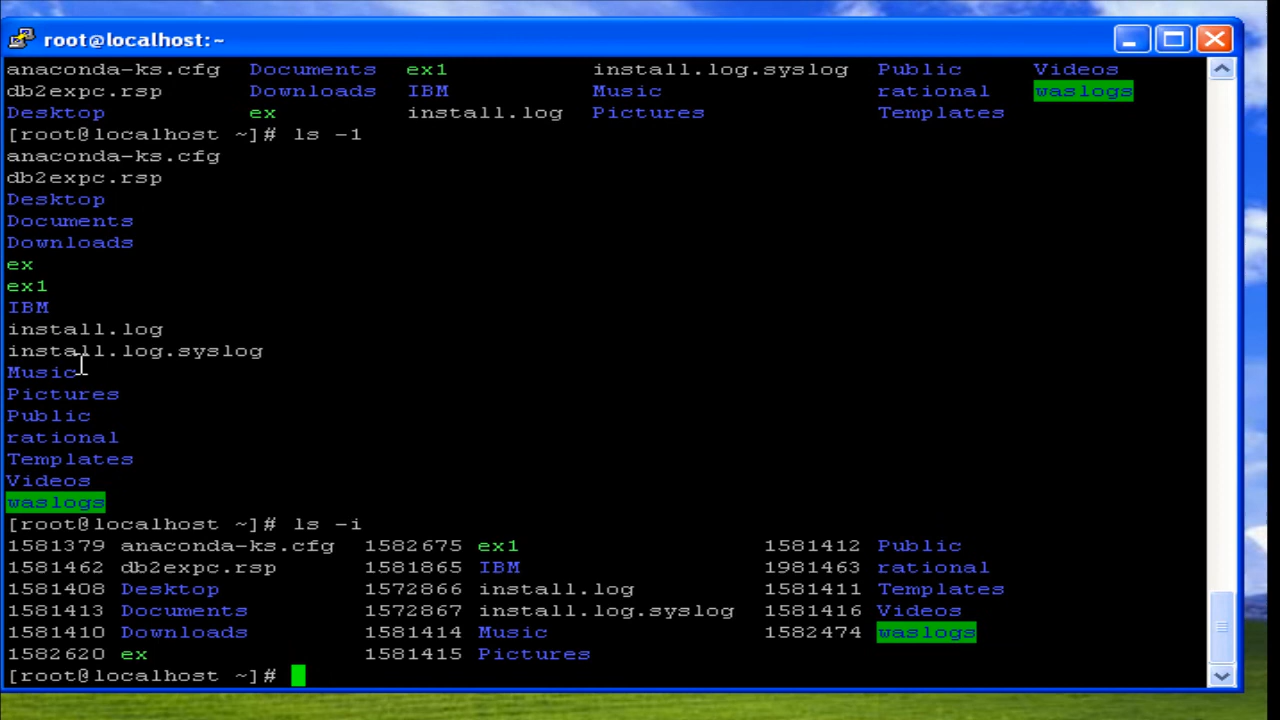 root@localhost:~
anaconda-ks.cfg Documents ex1 install.log.syslog Public Videos
db2expc.rsp Downloads IBM Music rational waslogs
Desktop ex install.log Pictures Templates
[root@localhost ~]# ls -1
anaconda-ks.cfg
db2expc.rsp
Desktop
Documents
Downloads
ex
ex1
IBM
install.log
install.log.syslog
Music
Pictures
Public
rational
Templates
Videos
waslogs
[root@localhost ~]# ls -i
1581379 anaconda-ks.cfg 1582675 ex1 1581412 Public
1581462 db2expc.rsp 1581865 IBM 1981463 rational
1581408 Desktop 1572866 install.log 1581411 Templates
1581413 Documents 1572867 install.log.syslog 1581416 Videos
1581410 Downloads 1581414 Music 1582474 waslogs
1582620 ex 1581415 Pictures
[root@localhost ~]#